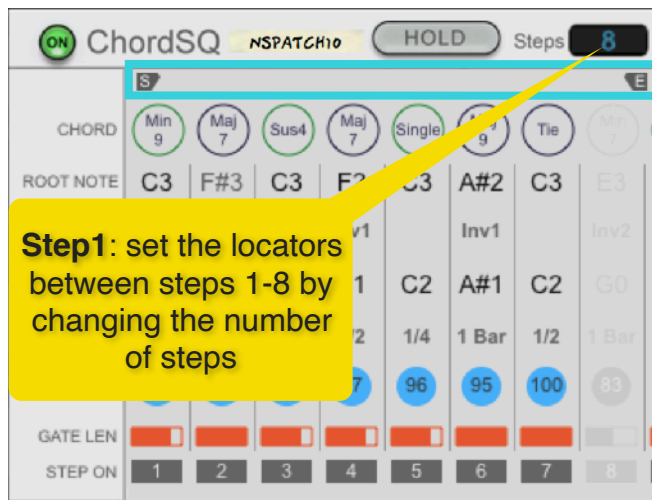 ON ChordSQ NSPATCH10 HOLD Steps 8
S E
CHORD Min 9 Maj 7 Sus4 Maj 7 Single 9 Tie Min 7
ROOT NOTE C3 F#3 C3 C3 A#2 C3 E3
Inv1 Inv2
C2 A#1 C2 G0
1/4 1 Bar 1/2 1 Bar
96 95 100 83
Step1: set the locators
between steps 1-8 by
changing the number
of steps
GATE LEN
STEP ON 1 2 3 4 5 6 7 8